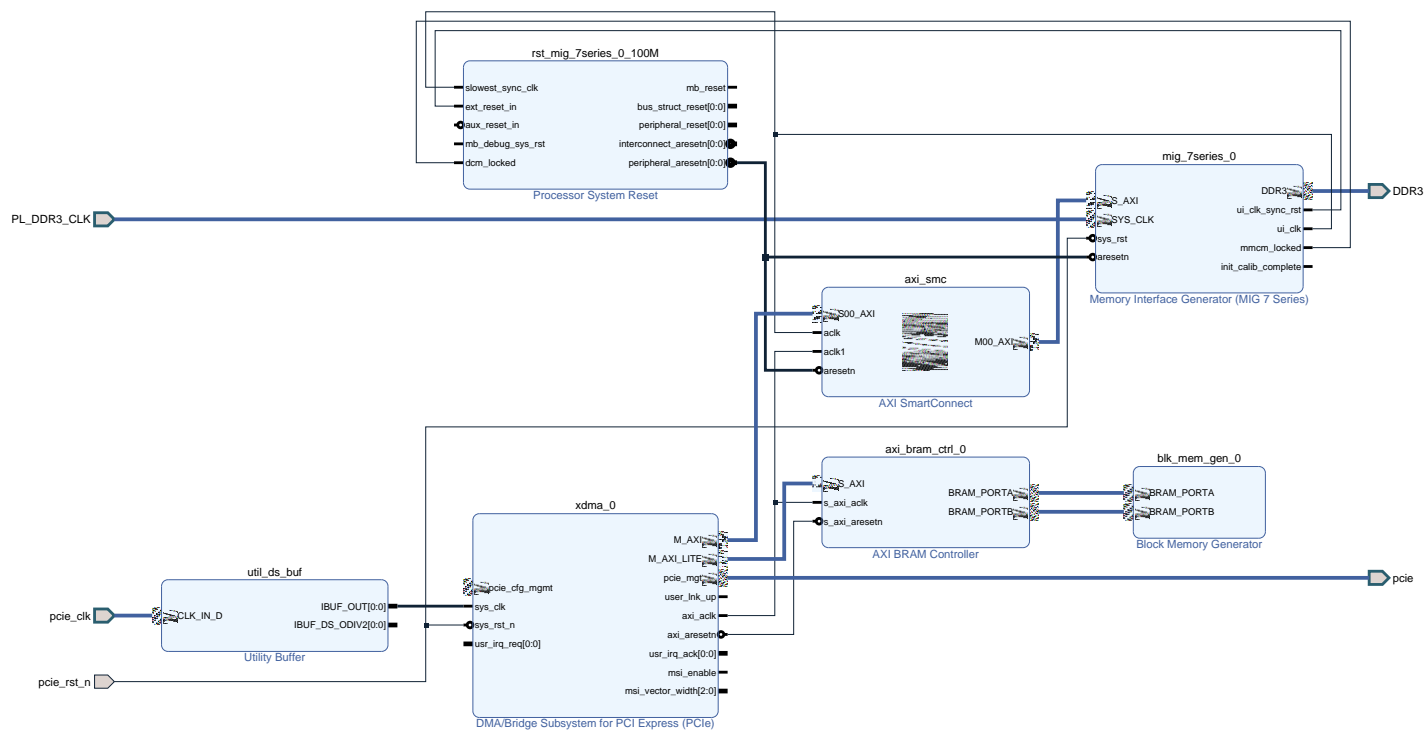 rst_mig_7series_0_100M
slowest_sync_clk
ext_reset_in
aux_reset_in
mb_debug_sys_rst
dcm_locked
mb_reset
bus_struct_reset[0:0]
peripheral_reset[0:0]
interconnect_aresetn[0:0]
peripheral_aresetn[0:0]
Processor System Reset
mig_7series_0
S_AXI
SYS_CLK
sys_rst
aresetn
DDR3
ui_clk_sync_rst
ui_clk
mmcm_locked
init_calib_complete
Memory Interface Generator (MIG 7 Series)
DDR3
PL_DDR3_CLK
axi_smc
S00_AXI
aclk
aclk1
aresetn
M00_AXI
AXI SmartConnect
axi_bram_ctrl_0
S_AXI
s_axi_aclk
s_axi_aresetn
BRAM_PORTA
BRAM_PORTB
AXI BRAM Controller
blk_mem_gen_0
BRAM_PORTA
BRAM_PORTB
Block Memory Generator
xdma_0
pcie_cfg_mgmt
sys_clk
sys_rst_n
usr_irq_req[0:0]
M_AXI
M_AXI_LITE
pcie_mgt
user_lnk_up
axi_aclk
axi_aresetn
usr_irq_ack[0:0]
msi_enable
msi_vector_width[2:0]
DMA/Bridge Subsystem for PCI Express (PCIe)
pcie
util_ds_buf
CLK_IN_D
IBUF_OUT[0:0]
IBUF_DS_ODIV2[0:0]
Utility Buffer
pcie_clk
pcie_rst_n